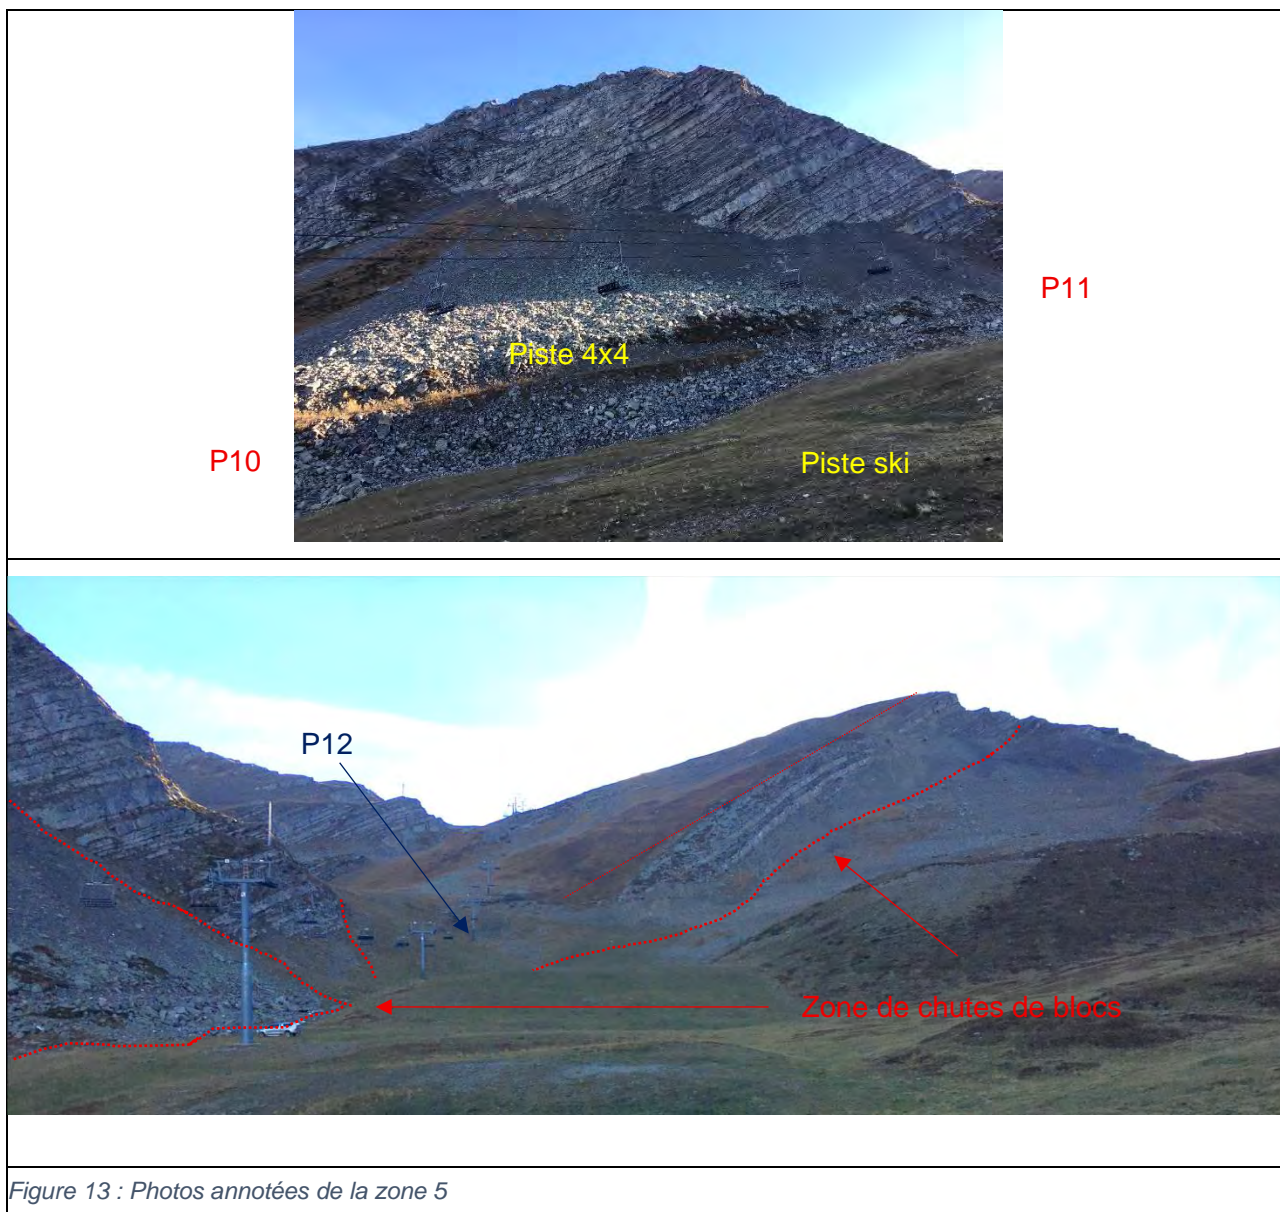 P11
Piste 4x4
P10
Piste ski
P12
Zone de chutes de blocs
Figure 13 : Photos annotées de la zone 5